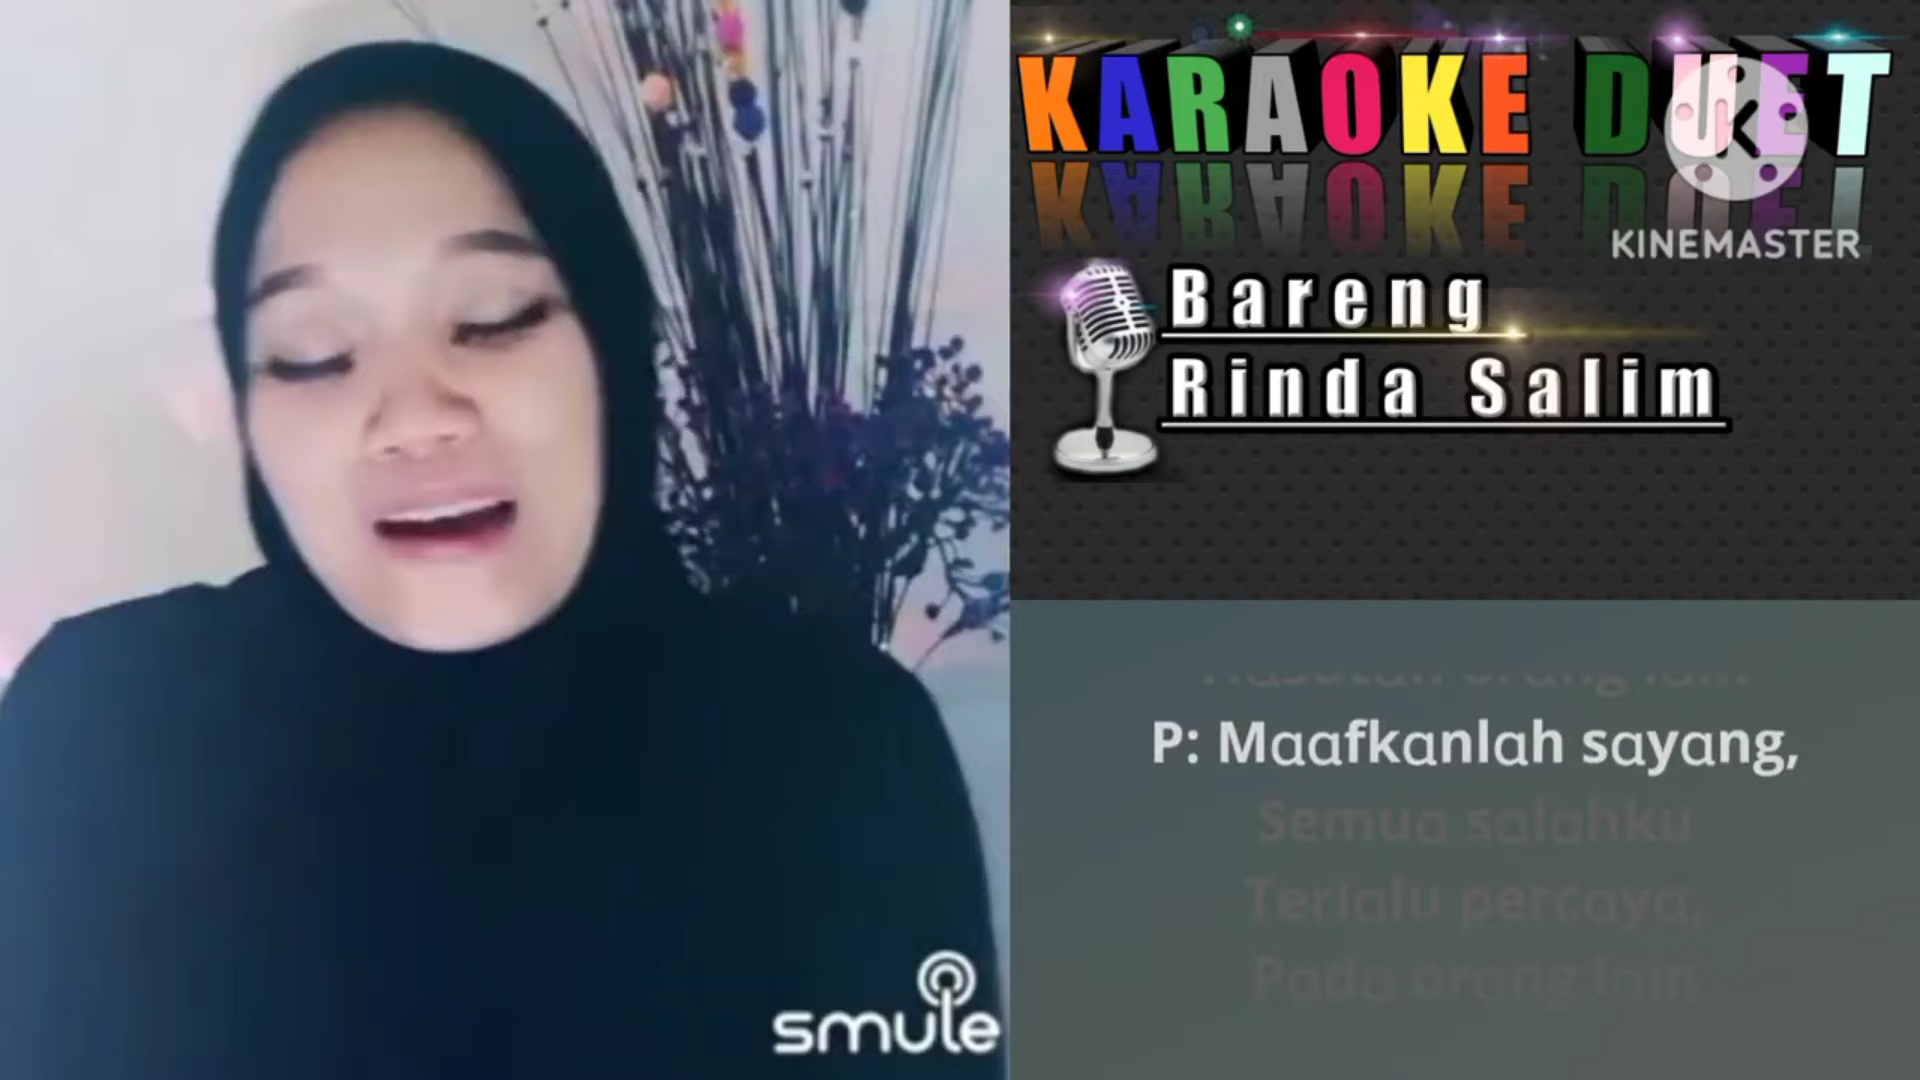 KARAOKE DUET
KINEMASTER
Bareng
Rinda Salim
P: Maafkanlah sayang,
Semua salahku
Terlalu percaya,
Pada orang lain
smule